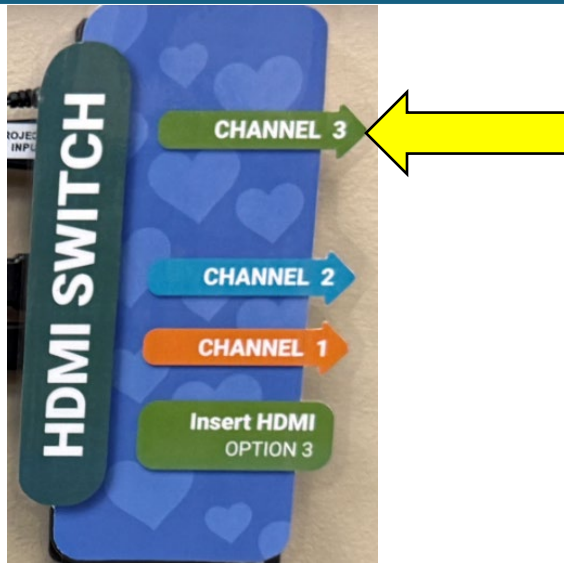 HDMI SWITCH
CHANNEL 3
CHANNEL 2
CHANNEL 1
Insert HDMI
OPTION 3